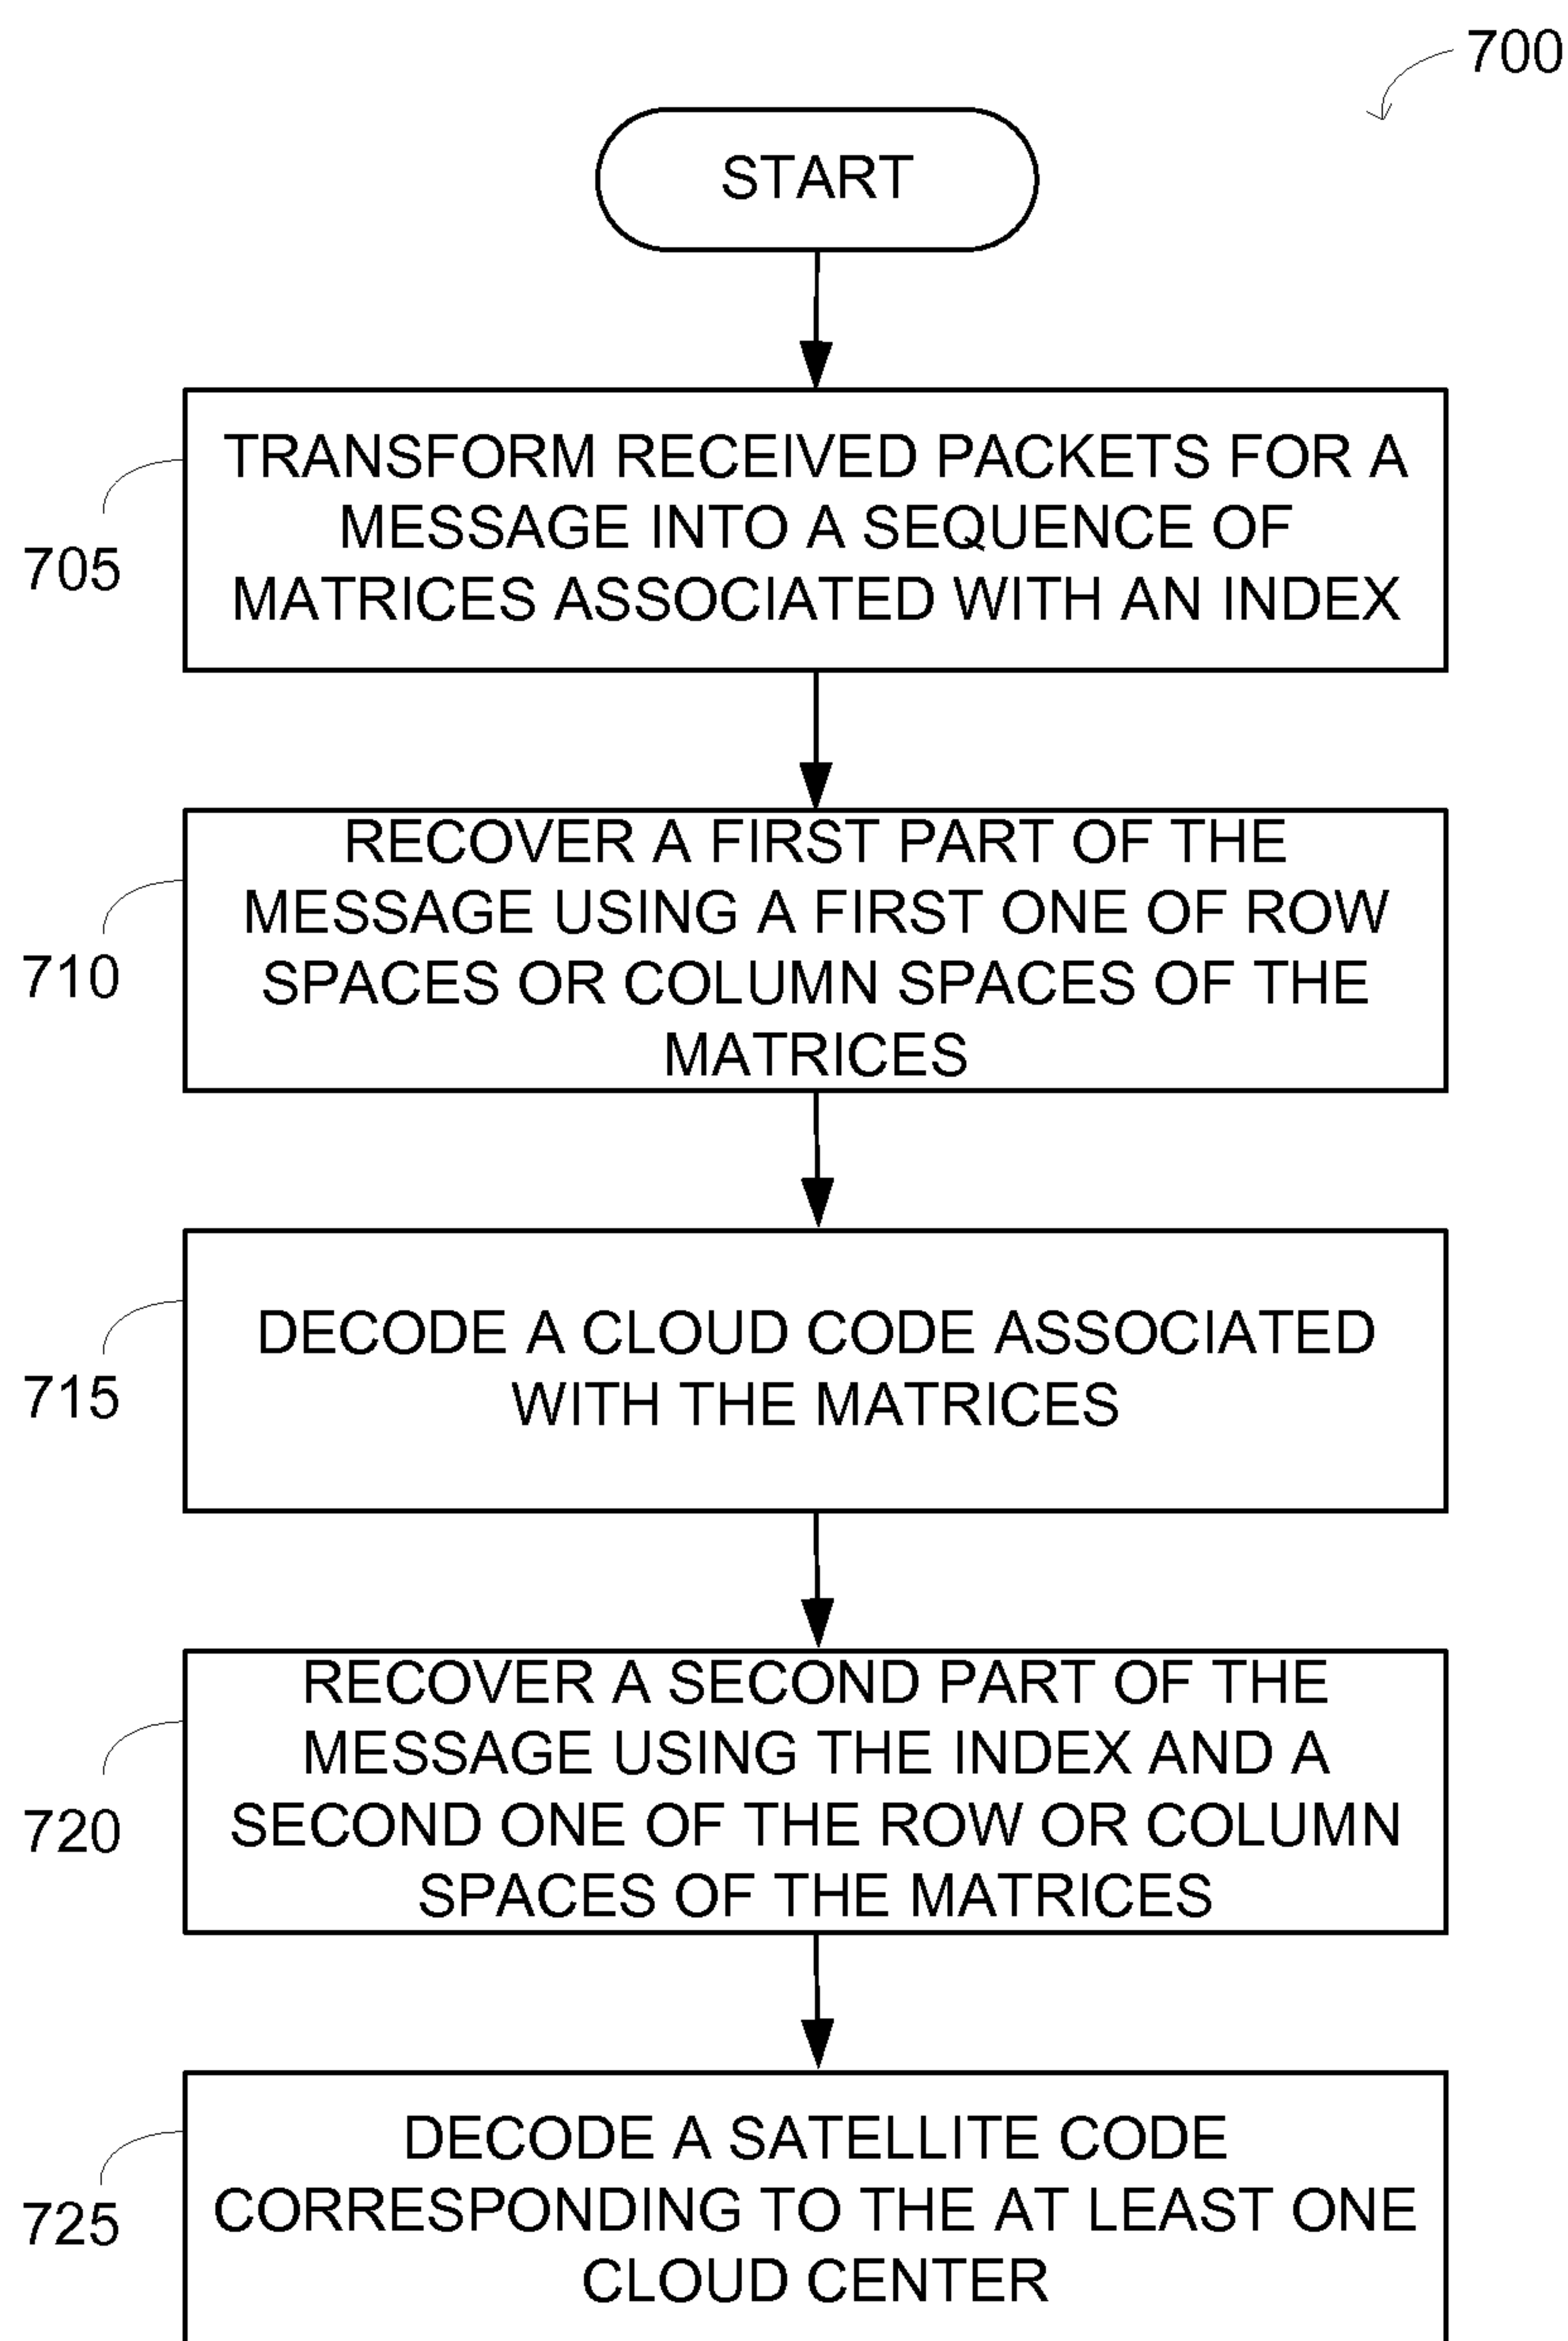 700
START
TRANSFORM RECEIVED PACKETS FOR A
MESSAGE INTO A SEQUENCE OF
MATRICES ASSOCIATED WITH AN INDEX
705
RECOVER A FIRST PART OF THE
MESSAGE USING A FIRST ONE OF ROW
SPACES OR COLUMN SPACES OF THE
MATRICES
710
DECODE A CLOUD CODE ASSOCIATED
WITH THE MATRICES
715
RECOVER A SECOND PART OF THE
MESSAGE USING THE INDEX AND A
SECOND ONE OF THE ROW OR COLUMN
SPACES OF THE MATRICES
720
DECODE A SATELLITE CODE
CORRESPONDING TO THE AT LEAST ONE
CLOUD CENTER
725